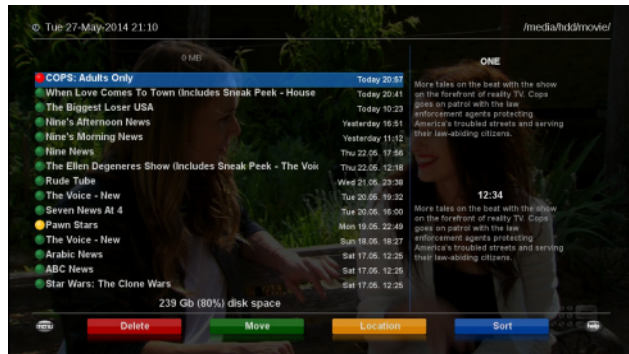 Tue 27-May-2014 21:10 /media/hdd/movie/
0 MB
COPS: Adults Only Today 20:57
When Love Comes To Town (Includes Sneak Peek - House Today 20:41
The Biggest Loser USA Today 10:23
Nine's Afternoon News Yesterday 16:51
Nine's Morning News Yesterday 11:12
Nine News Thu 22.05. 17:56
The Ellen Degeneres Show (Includes Sneak Peek - The Voic Thu 22.05. 12:18
Rude Tube Wed 21.05. 23:38
The Voice - New Tue 20.05. 19:32
Seven News At 4 Tue 20.05. 16:00
Pawn Stars Mon 19.05. 22:49
The Voice - New Sun 18.05. 18:27
Arabic News Sat 17.05. 12:25
ABC News Sat 17.05. 12:25
Star Wars: The Clone Wars Sat 17.05. 12:25
239 Gb (80%) disk space
ONE
More tales on the beat with the show
on the forefront of reality TV. Cops
goes on patrol with the law
enforcement agents protecting
America's troubled streets and serving
their law-abiding citizens.
12:34
More tales on the beat with the show
on the forefront of reality TV. Cops
goes on patrol with the law
enforcement agents protecting
America's troubled streets and serving
their law-abiding citizens.
menu Delete Move Location Sort help